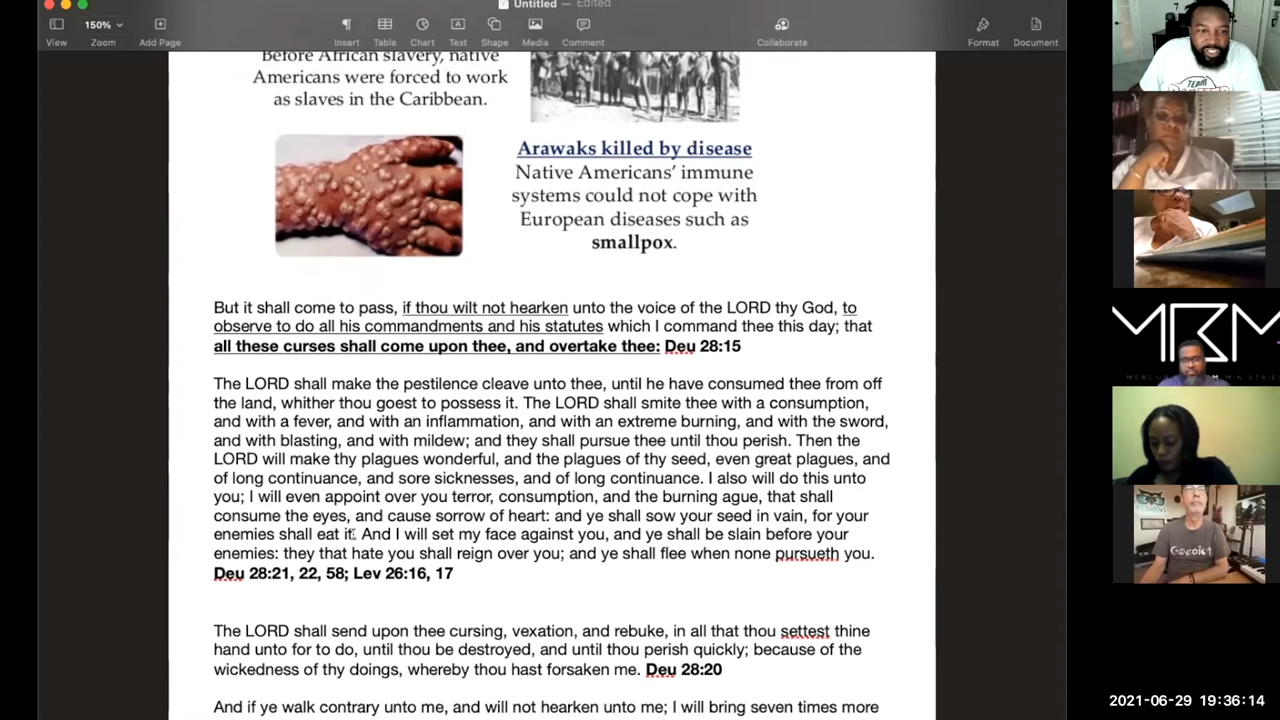 Untitled — Edited
150%
View
Zoom
Add Page
Insert
Table
Chart
Text
Shape
Media
Comment
Collaborate
Format
Document
Before African slavery, native
Americans were forced to work
as slaves in the Caribbean.
Arawaks killed by disease
Native Americans’ immune
systems could not cope with
European diseases such as
smallpox.
But it shall come to pass, if thou wilt not hearken unto the voice of the LORD thy God, to
observe to do all his commandments and his statutes which I command thee this day; that
all these curses shall come upon thee, and overtake thee: Deu 28:15
The LORD shall make the pestilence cleave unto thee, until he have consumed thee from off
the land, whither thou goest to possess it. The LORD shall smite thee with a consumption,
and with a fever, and with an inflammation, and with an extreme burning, and with the sword,
and with blasting, and with mildew; and they shall pursue thee until thou perish. Then the
LORD will make thy plagues wonderful, and the plagues of thy seed, even great plagues, and
of long continuance, and sore sicknesses, and of long continuance. I also will do this unto
you; I will even appoint over you terror, consumption, and the burning ague, that shall
consume the eyes, and cause sorrow of heart: and ye shall sow your seed in vain, for your
enemies shall eat it. And I will set my face against you, and ye shall be slain before your
enemies: they that hate you shall reign over you; and ye shall flee when none pursueth you.
Deu 28:21, 22, 58; Lev 26:16, 17
The LORD shall send upon thee cursing, vexation, and rebuke, in all that thou settest thine
hand unto for to do, until thou be destroyed, and until thou perish quickly; because of the
wickedness of thy doings, whereby thou hast forsaken me. Deu 28:20
And if ye walk contrary unto me, and will not hearken unto me; I will bring seven times more
TEAM
MBM
2021-06-29 19:36:14